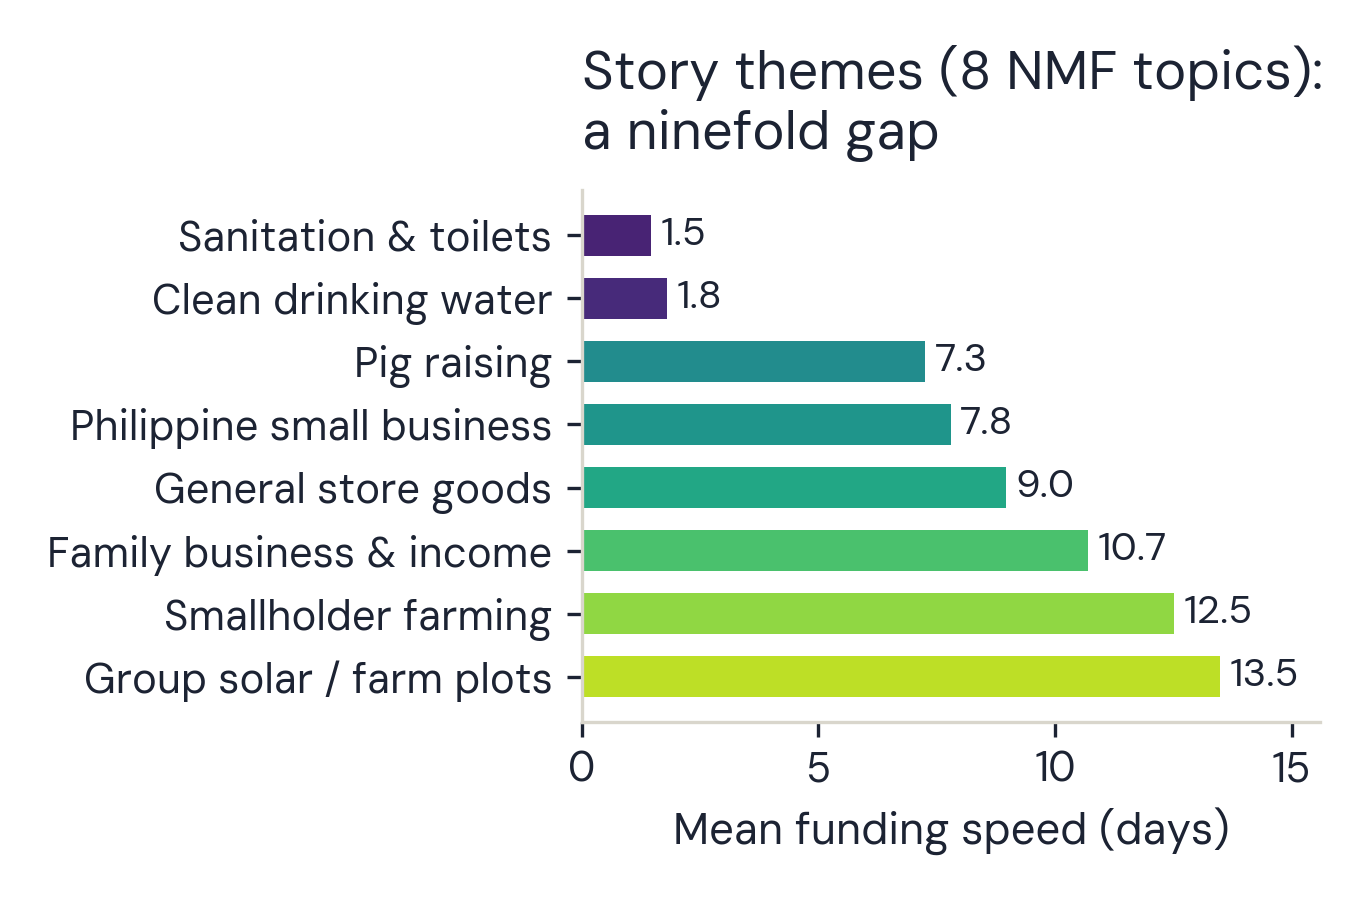 Story themes (8 NMF topics):
a ninefold gap
Sanitation & toilets 1.5
Clean drinking water 1.8
Pig raising 7.3
Philippine small business 7.8
General store goods 9.0
Family business & income 10.7
Smallholder farming 12.5
Group solar / farm plots 13.5
0 5 10 15
Mean funding speed (days)